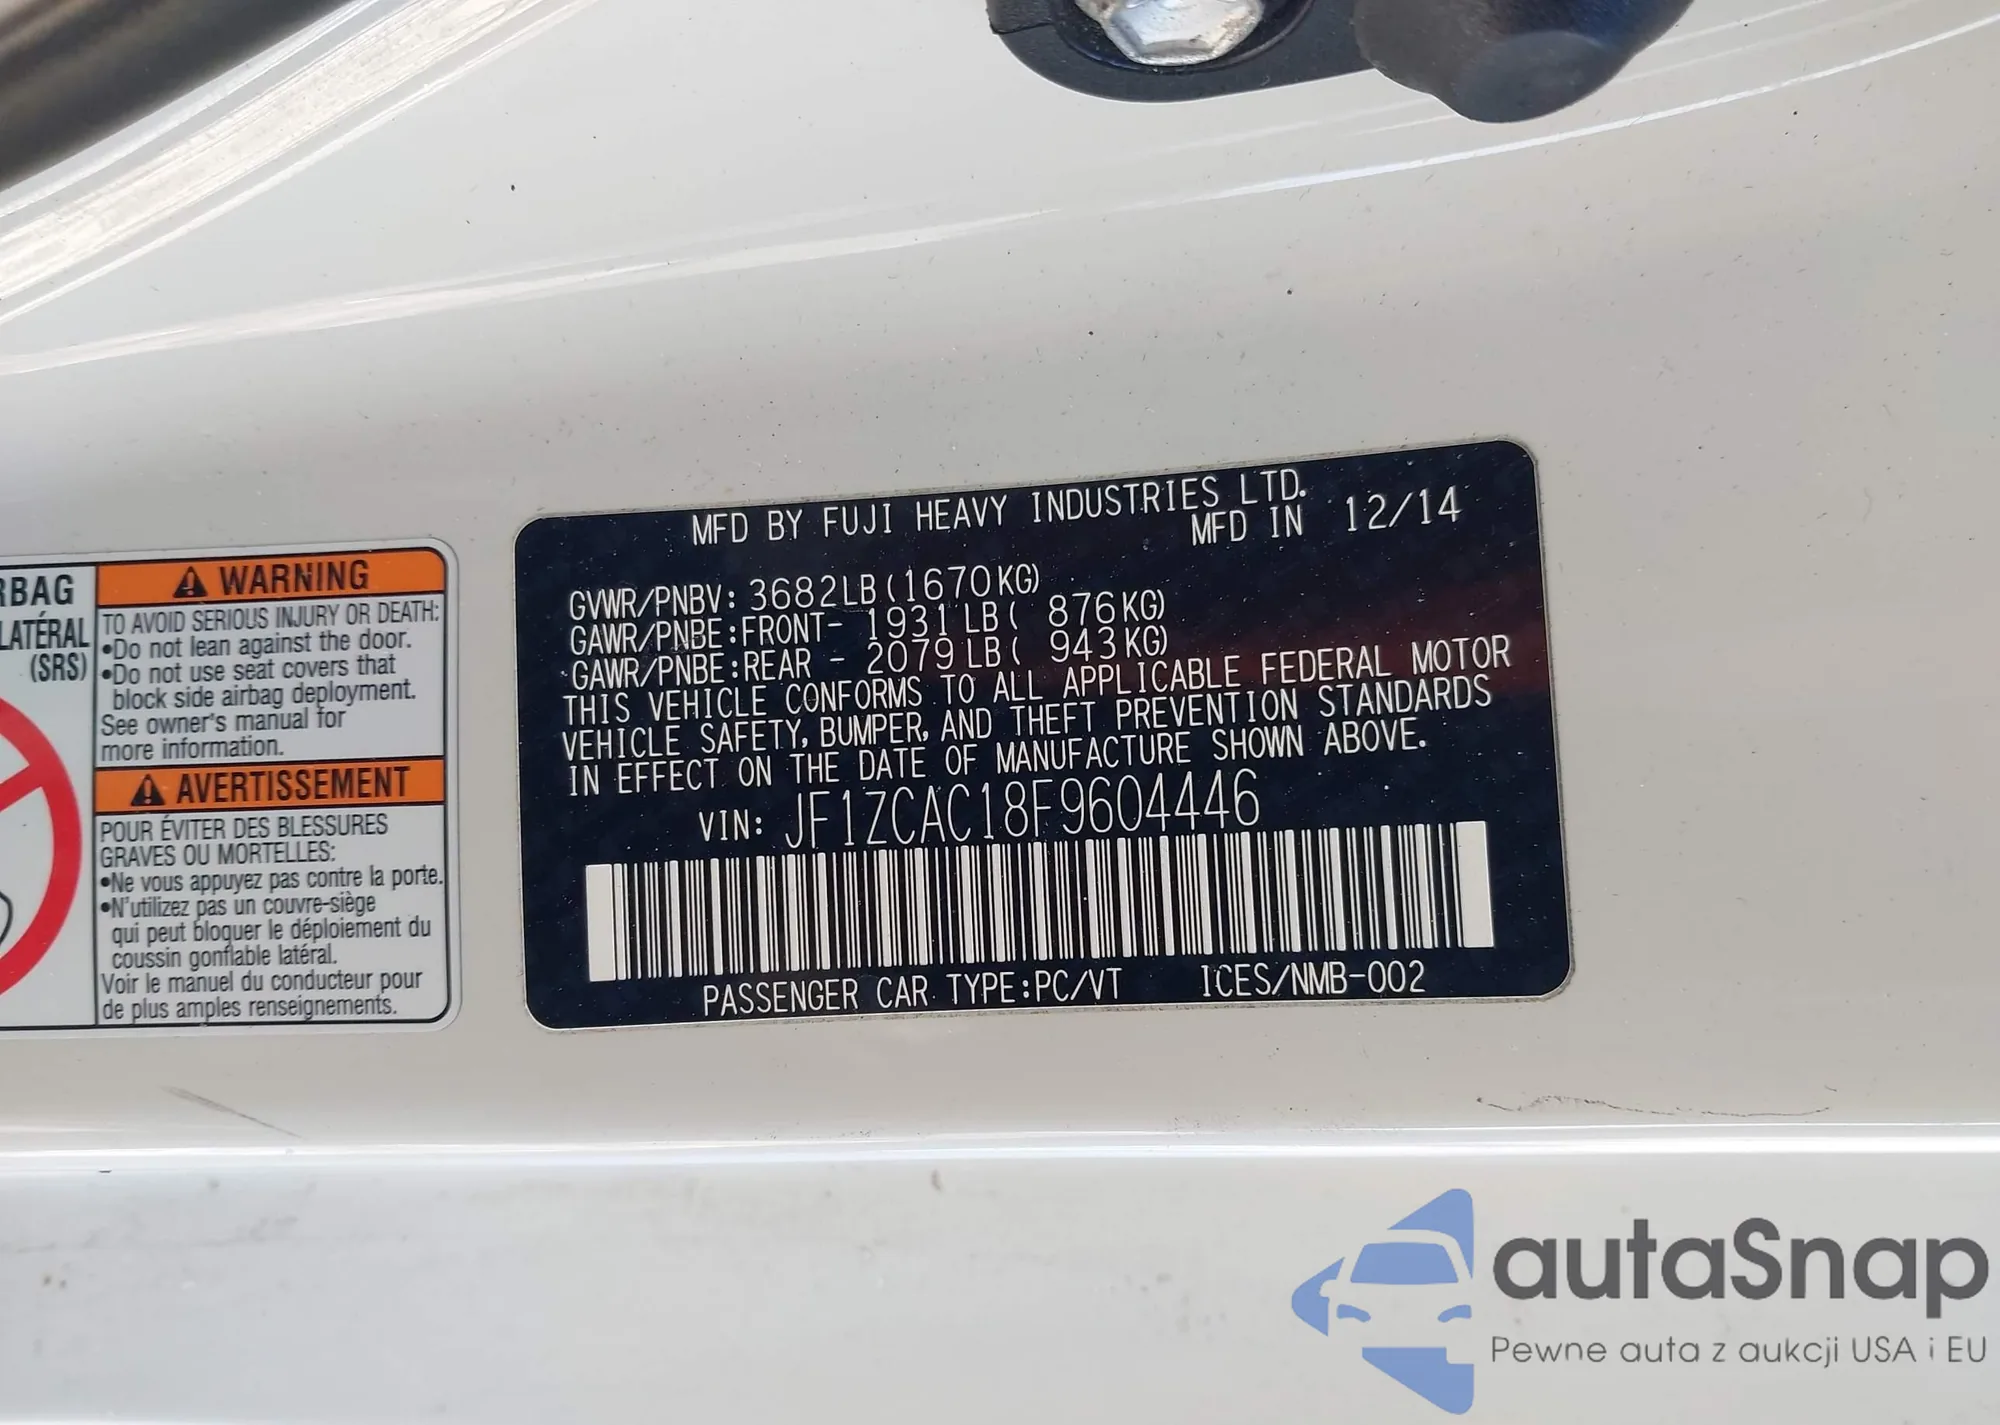 RBAG
LATÉRAL
(SRS)
WARNING
TO AVOID SERIOUS INJURY OR DEATH:
•Do not lean against the door.
•Do not use seat covers that
block side airbag deployment.
See owner's manual for
more information.
AVERTISSEMENT
POUR ÉVITER DES BLESSURES
GRAVES OU MORTELLES:
•Ne vous appuyez pas contre la porte.
•N'utilizez pas un couvre-siège
qui peut bloquer le déploiement du
coussin gonflable latéral.
Voir le manuel du conducteur pour
de plus amples renseignements.
MFD BY FUJI HEAVY INDUSTRIES LTD.
MFD IN 12/14
GVWR/PNBV: 3682LB(1670KG)
GAWR/PNBE:FRONT- 1931LB( 876KG)
GAWR/PNBE:REAR - 2079LB( 943KG)
THIS VEHICLE CONFORMS TO ALL APPLICABLE FEDERAL MOTOR
VEHICLE SAFETY, BUMPER, AND THEFT PREVENTION STANDARDS
IN EFFECT ON THE DATE OF MANUFACTURE SHOWN ABOVE.
VIN: JF1ZCAC18F9604446
PASSENGER CAR TYPE:PC/VT ICES/NMB-002
autaSnap
Pewne auta z aukcji USA i EU